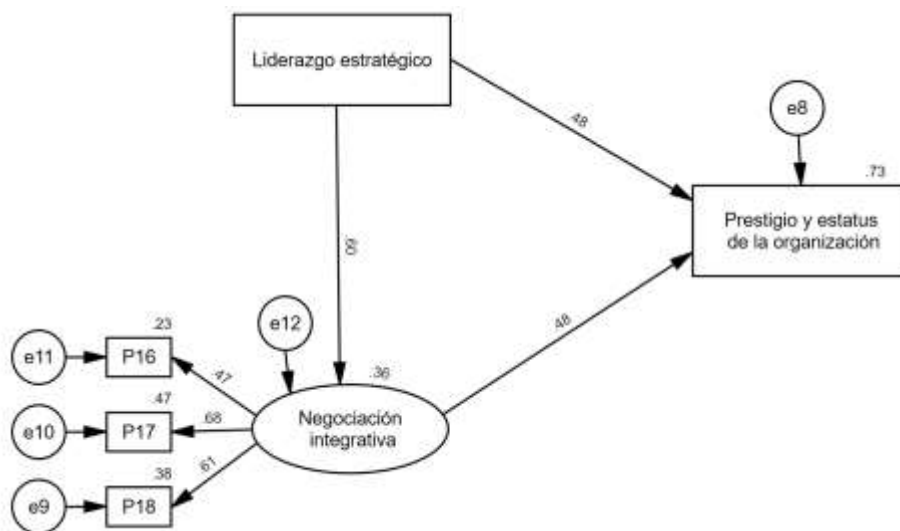 Liderazgo estratégico
.48
e8
.73
Prestigio y estatus
de la organización
.60
.48
e12
.36
Negociación
integrativa
.23
e11
P16
.47
.47
e10
P17
.68
.38
e9
P18
.61